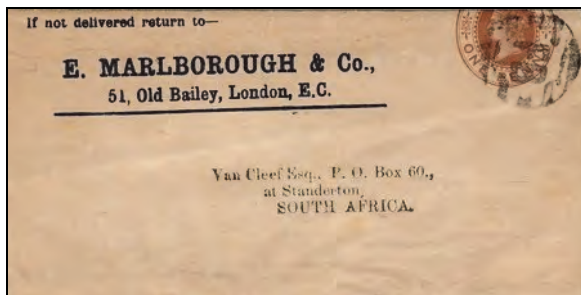 If not delivered return to—
E. MARLBOROUGH & Co.,
51, Old Bailey, London, E.C.
ON
Van Cleef Esq., P. O. Box 60.,
at Standerton,
SOUTH AFRICA.